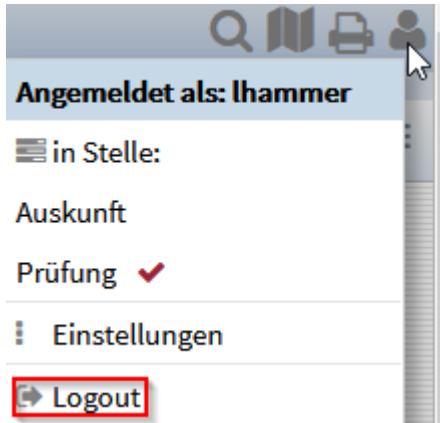 Angemeldet als: lhammer
in Stelle:
Auskunft
Prüfung
Einstellungen
Logout